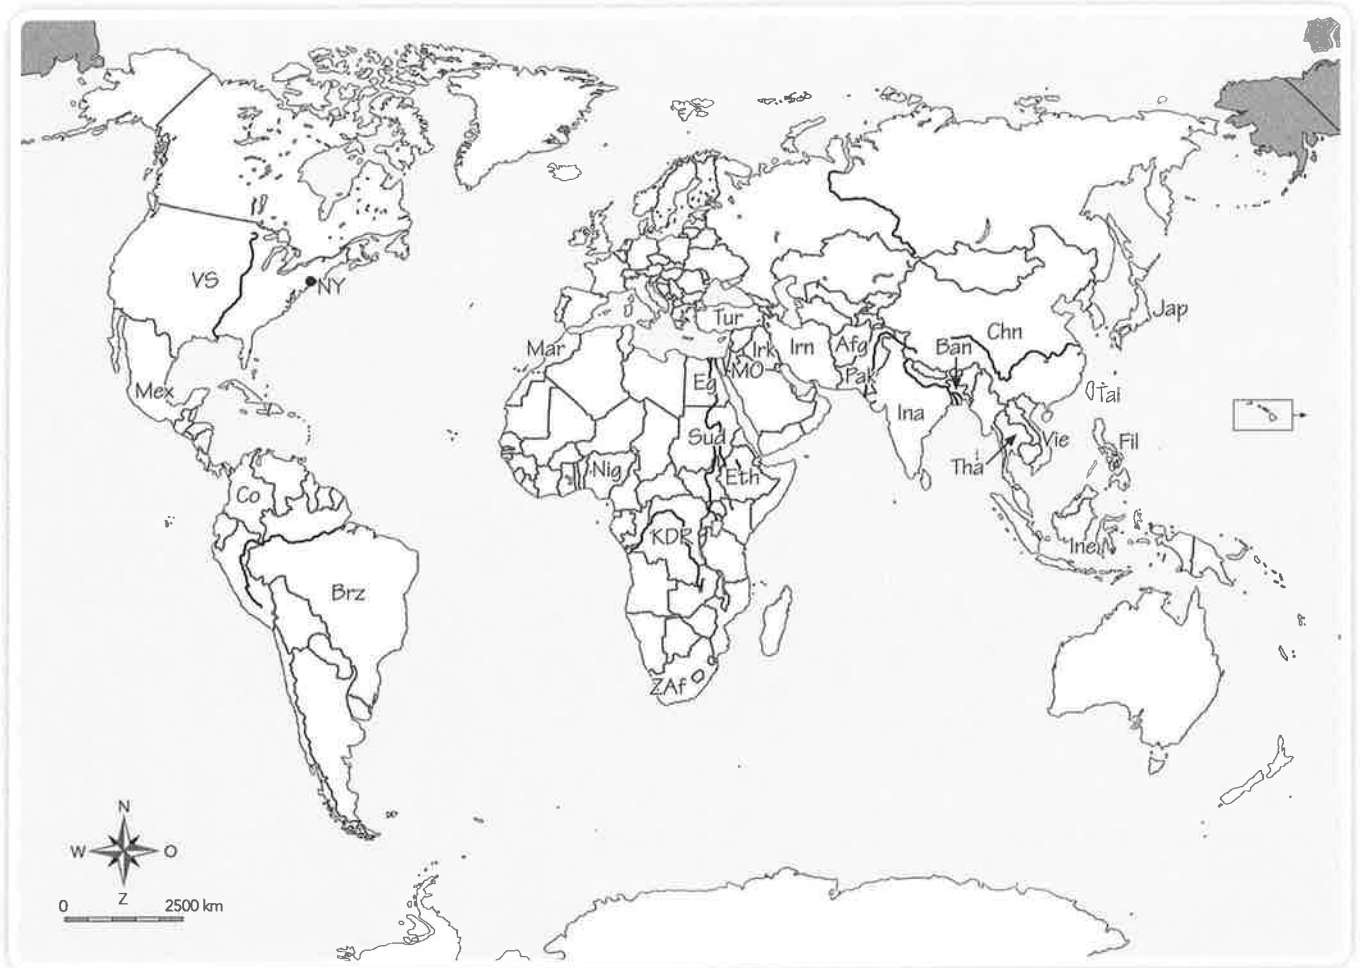 VS
NY
Jap
Tur
Chn
Mar
Irk
Irn
Afg
Ban
MO
Pak
Eg
Mex
Tai
Ina
Sud
Vie
Fil
Tha
Nig
Eth
Co
KDR
Ine
Brz
ZAf
N
W
O
Z
0
2500 km